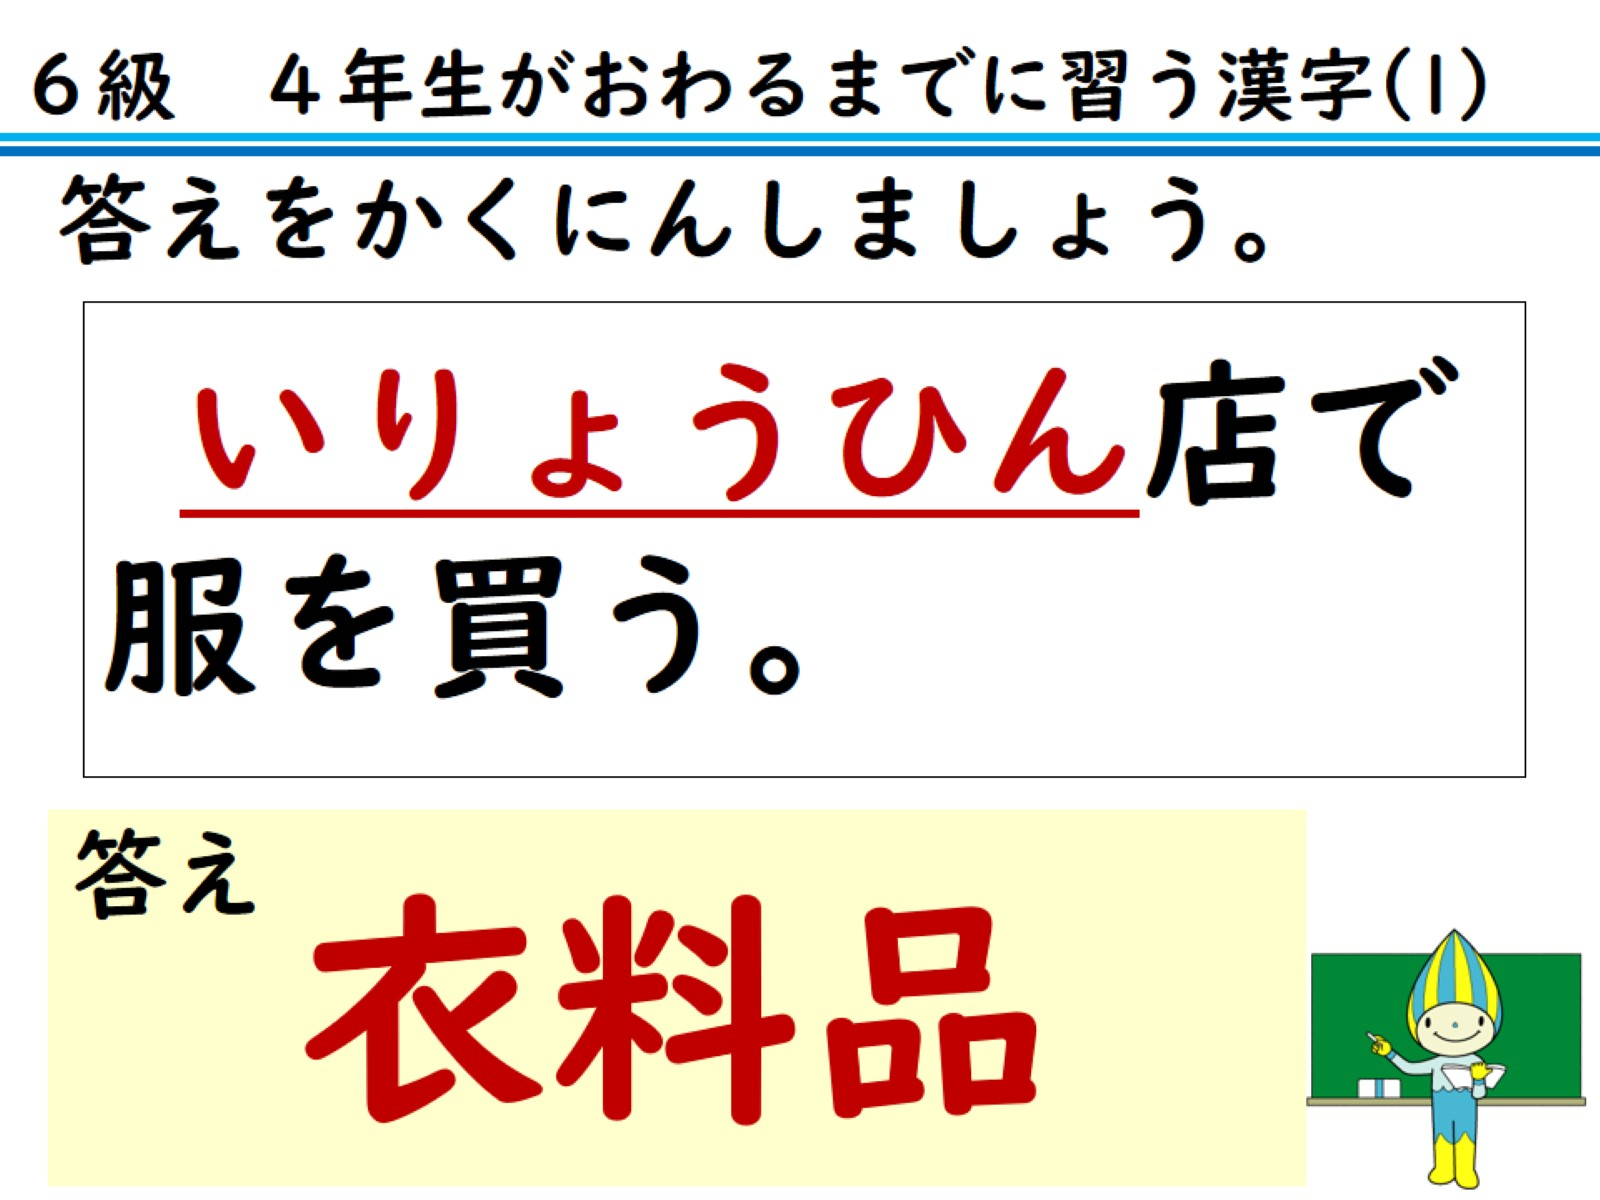 ６級　４年生がおわるまでに習う漢字(1)
答えをかくにんしましょう。
いりょうひん店で
服を買う。
答え
衣料品